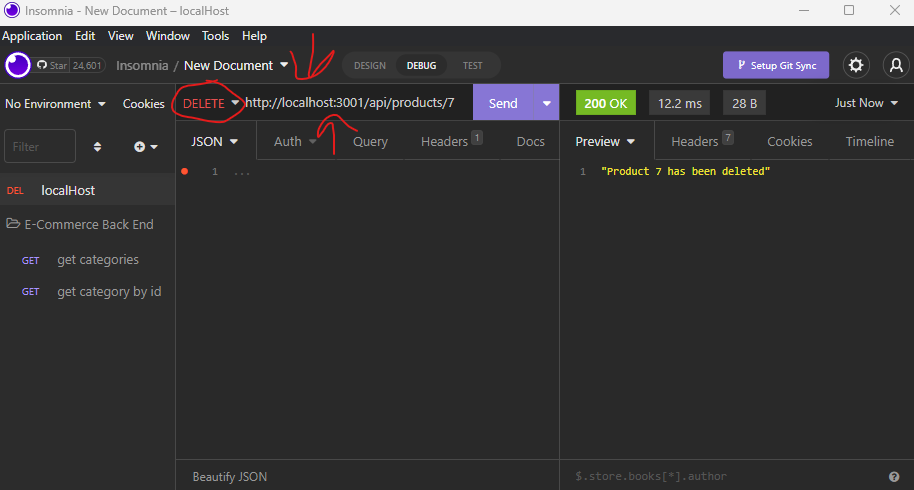 Insomnia - New Document – localHost
Application Edit View Window Tools Help
Star 24,601 Insomnia / New Document DESIGN DEBUG TEST Setup Git Sync
No Environment Cookies DELETE http://localhost:3001/api/products/7 Send 200 OK 12.2 ms 28 B Just Now
Filter JSON Auth Query Headers 1 Docs Preview Headers 7 Cookies Timeline
1 ... 1 "Product 7 has been deleted"
DEL localHost
E-Commerce Back End
GET get categories
GET get category by id
Beautify JSON $.store.books[*].author